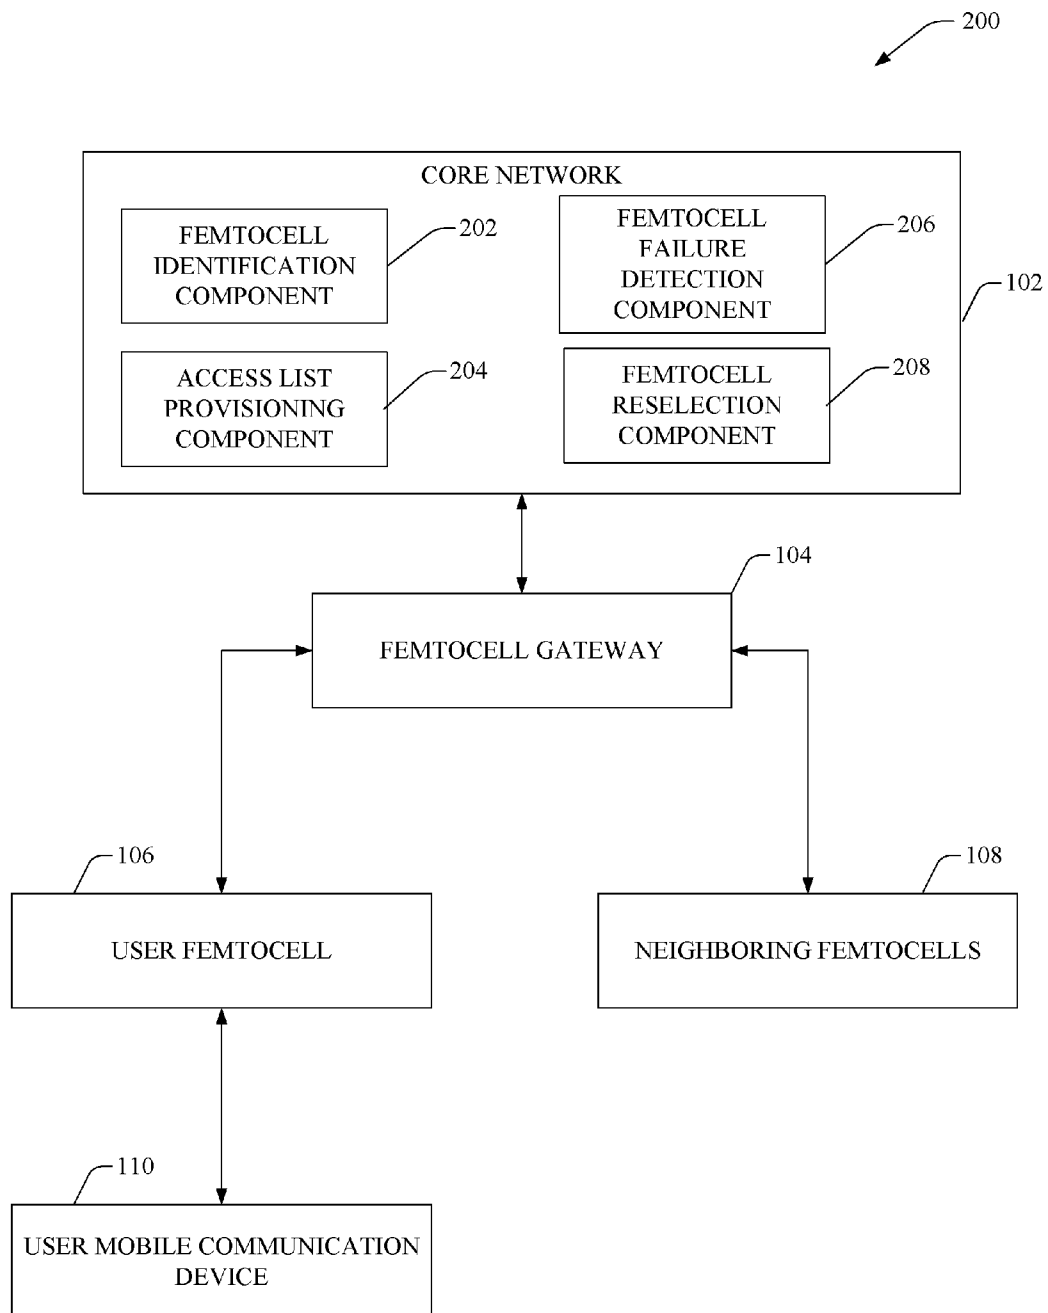 200
CORE NETWORK
FEMTOCELL
IDENTIFICATION
COMPONENT
202
FEMTOCELL
FAILURE
DETECTION
COMPONENT
206
102
ACCESS LIST
PROVISIONING
COMPONENT
204
FEMTOCELL
RESELECTION
COMPONENT
208
104
FEMTOCELL GATEWAY
106
USER FEMTOCELL
108
NEIGHBORING FEMTOCELLS
110
USER MOBILE COMMUNICATION
DEVICE